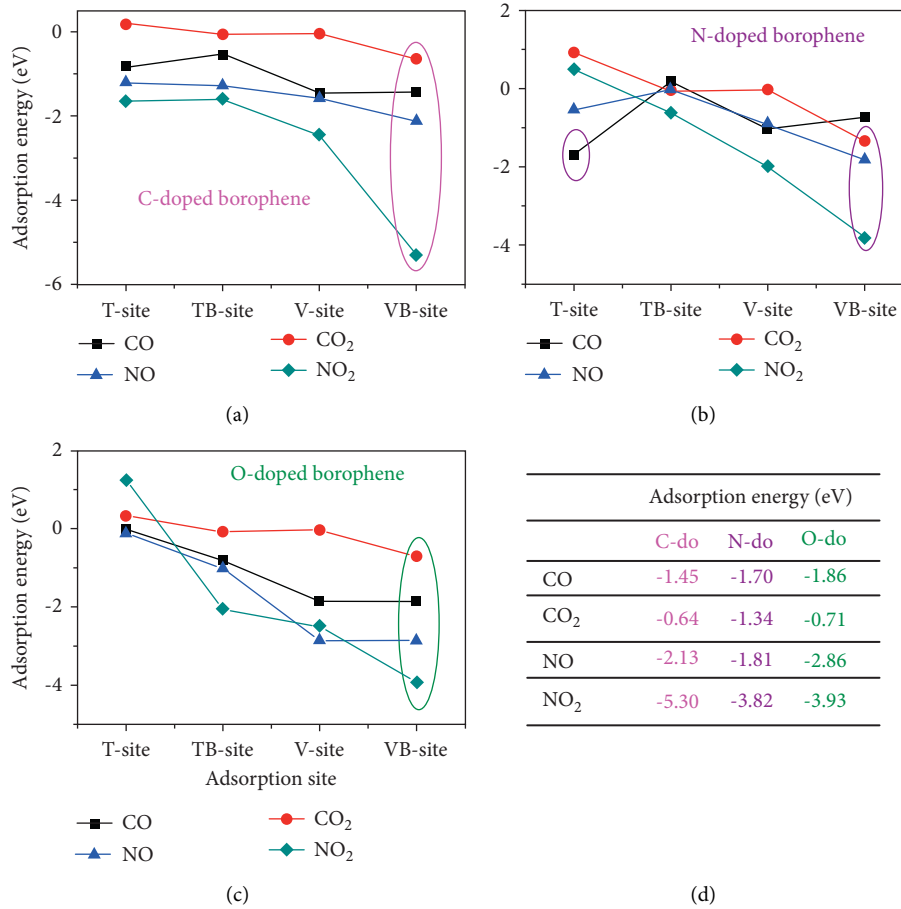 0
-2
-4
-6
Adsorption energy (eV)
C-doped borophene
T-site TB-site V-site VB-site
CO CO₂
NO NO₂
(a)
2
0
-2
-4
N-doped borophene
T-site TB-site V-site VB-site
CO CO₂
NO NO₂
(b)
2
0
-2
-4
Adsorption energy (eV)
O-doped borophene
T-site TB-site V-site VB-site
Adsorption site
CO CO₂
NO NO₂
(c)
Adsorption energy (eV)
C-do N-do O-do
CO -1.45 -1.70 -1.86
CO₂ -0.64 -1.34 -0.71
NO -2.13 -1.81 -2.86
NO₂ -5.30 -3.82 -3.93
(d)